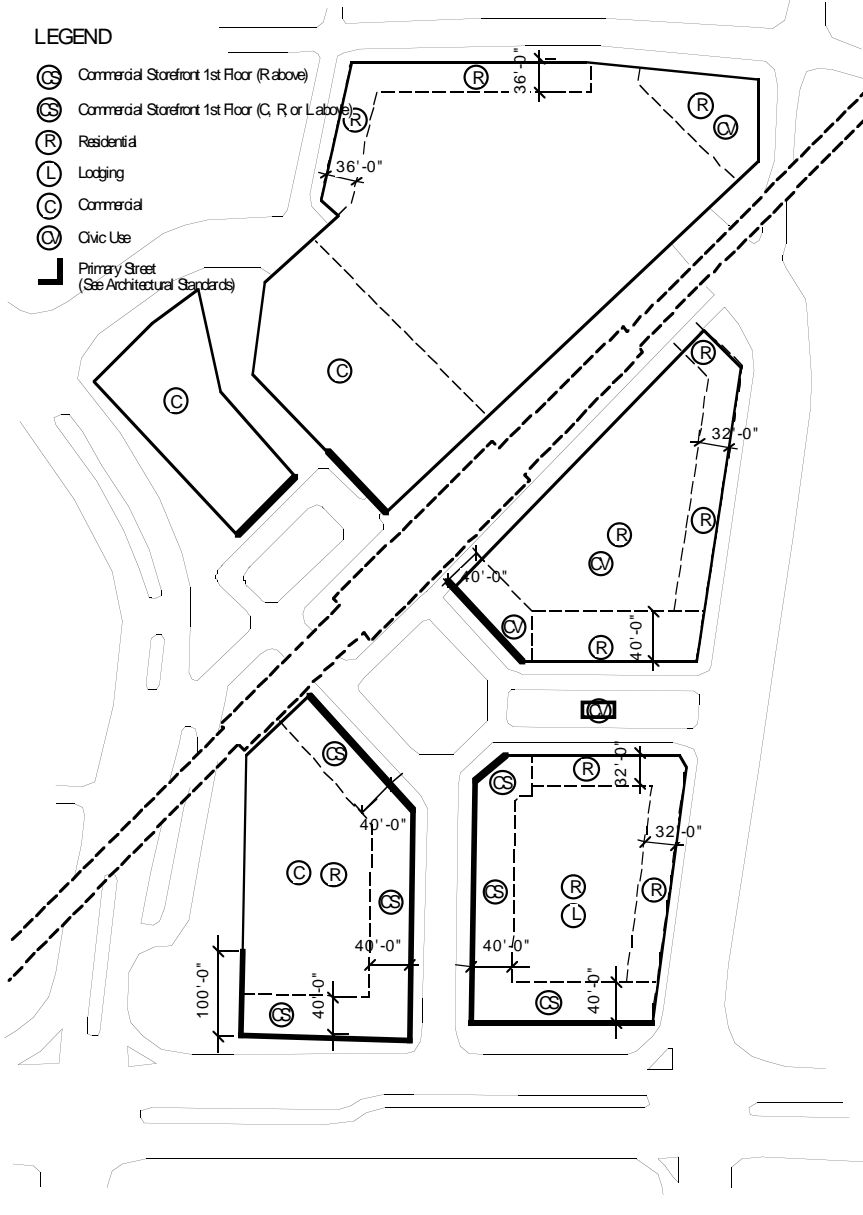 LEGEND
CS Commercial Storefront 1st Floor (R above)
CS Commercial Storefront 1st Floor (C, R, or L above)
R Residential
L Lodging
C Commercial
CV Civic Use
Primary Street
(See Architectural Standards)
R
36'-0"
R
R
CV
36'-0"
C
C
R
32'-0"
R
R
CV
40'-0"
CV
R
40'-0"
CV
CS
CS
R
32'-0"
40'-0"
32'-0"
C
R
CS
CS
R
L
R
40'-0"
40'-0"
100'-0"
40'-0"
CS
CS
40'-0"